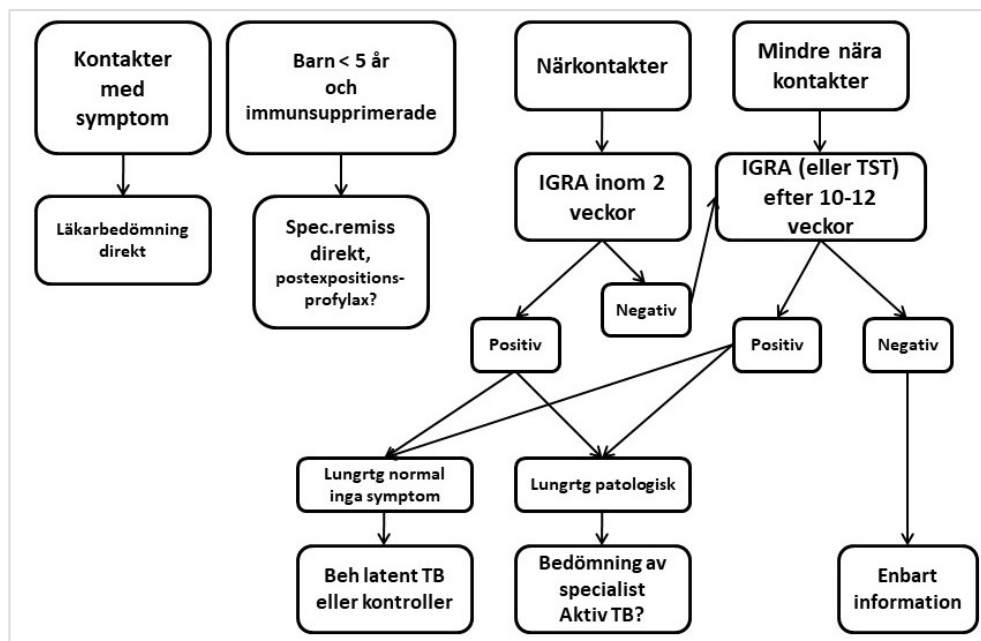 Kontakter
med
symptom
Barn < 5 år
och
immunsupprimerade
Närkontakter
Mindre nära
kontakter
Läkarbedömning
direkt
Spec.remiss
direkt,
postexpositions-
profylax?
IGRA inom 2
veckor
IGRA (eller TST)
efter 10-12
veckor
Negativ
Positiv
Positiv
Negativ
Lungrtg normal
inga symptom
Lungrtg patologisk
Beh latent TB
eller kontroller
Bedömning av
specialist
Aktiv TB?
Enbart
information